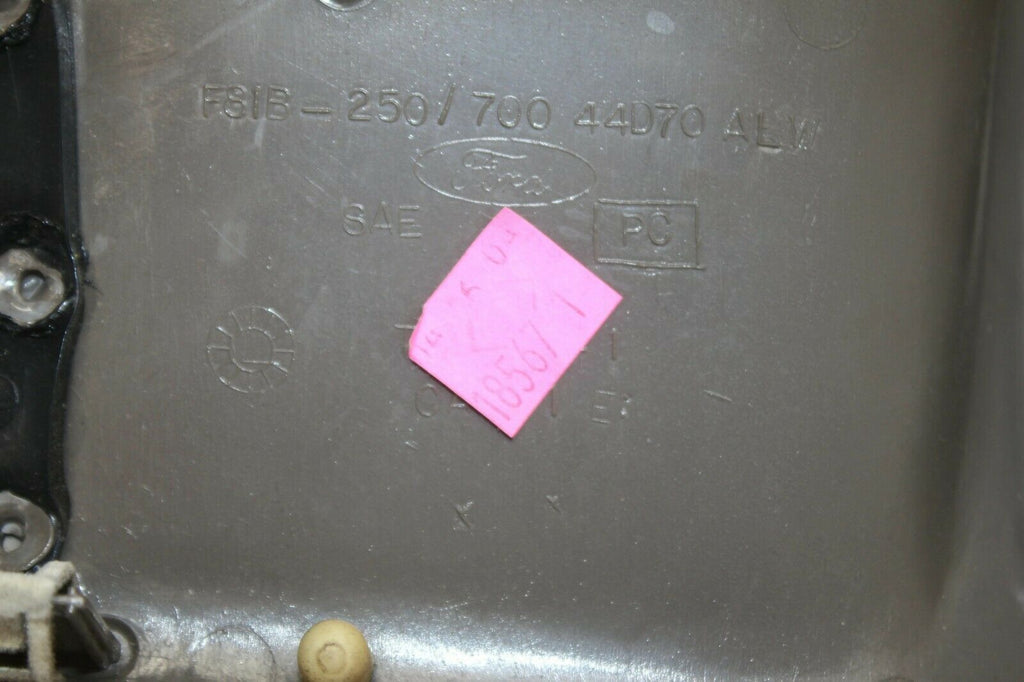 F81B-250/700 44D70 ALW
Ford
SAE
PC
18567 1
E